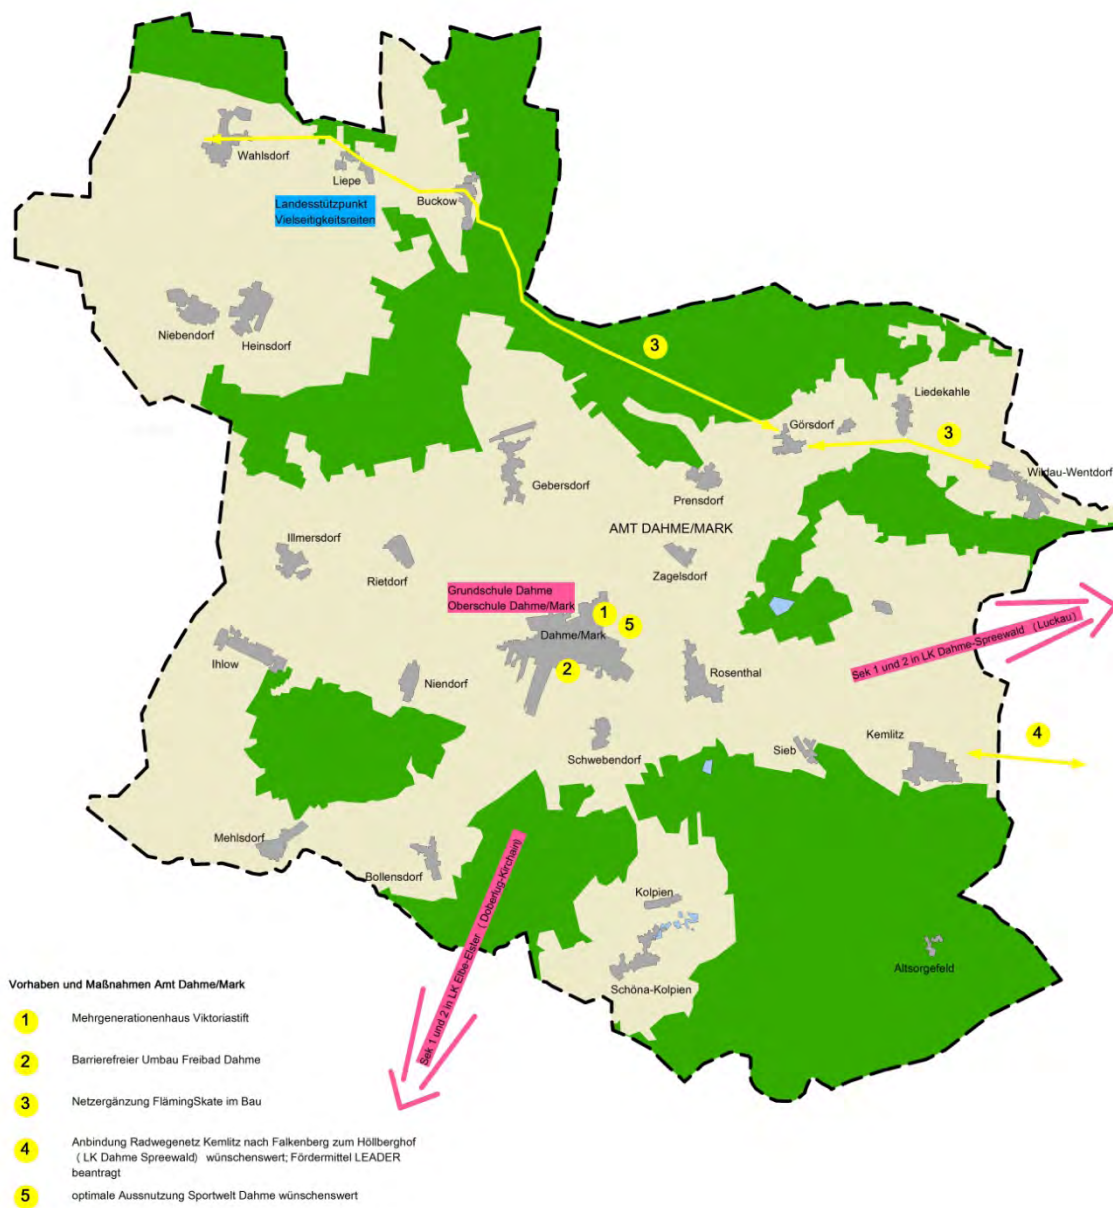 Wahlsdorf
Liepe
Buckow
Landesstützpunkt
Vielseitigkeitsreiten
Niebendorf
Heinsdorf
3
Liedekahle
Görsdorf
3
Wildau-Wentdorf
Gebersdorf
Prensdorf
AMT DAHME/MARK
Illmersdorf
Rietdorf
Zagelsdorf
Grundschule Dahme
Oberschule Dahme/Mark
1
5
Dahme/Mark
2
Sek 1 und 2 in LK Dahme-Spreewald (Luckau)
Ihlow
Niendorf
Rosenthal
Schwebendorf
Sieb
Kemlitz
4
Mehlsdorf
Bollensdorf
Sek 1 und 2 in LK Elbe-Elster (Doberlug-Kirchain)
Kolpien
Schöna-Kolpien
Altsorgefeld
Vorhaben und Maßnahmen Amt Dahme/Mark
1 Mehrgenerationenhaus Viktoriastift
2 Barrierefreier Umbau Freibad Dahme
3 Netzergänzung FlämingSkate im Bau
4 Anbindung Radwegenetz Kemlitz nach Falkenberg zum Höllberghof
( LK Dahme Spreewald) wünschenswert; Fördermittel LEADER
beantragt
5 optimale Aussnutzung Sportwelt Dahme wünschenswert